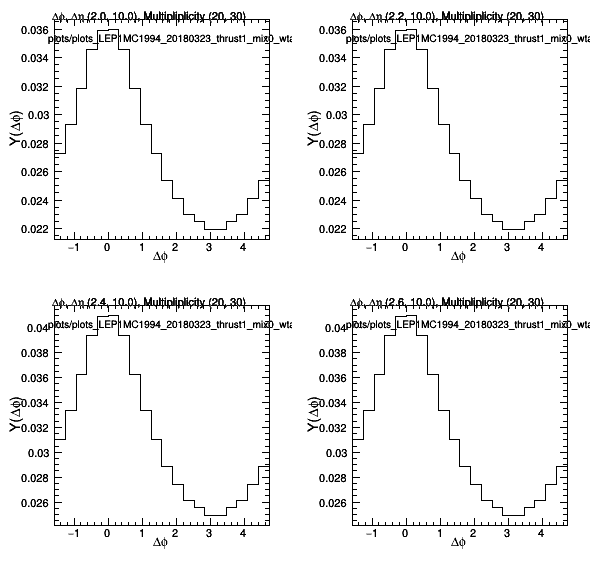 Δφ, Δη (2.0, 10.0), Multipliplicity (20, 30)
plots/plots_LEP1MC1994_20180323_thrust1_mix0_wta
Y(Δφ)
0.036
0.034
0.032
0.03
0.028
0.026
0.024
0.022
−1 0 1 2 3 4
Δφ
Δφ, Δη (2.2, 10.0), Multipliplicity (20, 30)
plots/plots_LEP1MC1994_20180323_thrust1_mix0_wta
Y(Δφ)
0.036
0.034
0.032
0.03
0.028
0.026
0.024
0.022
−1 0 1 2 3 4
Δφ
Δφ, Δη (2.4, 10.0), Multipliplicity (20, 30)
plots/plots_LEP1MC1994_20180323_thrust1_mix0_wta
Y(Δφ)
0.04
0.038
0.036
0.034
0.032
0.03
0.028
0.026
−1 0 1 2 3 4
Δφ
Δφ, Δη (2.6, 10.0), Multipliplicity (20, 30)
plots/plots_LEP1MC1994_20180323_thrust1_mix0_wta
Y(Δφ)
0.04
0.038
0.036
0.034
0.032
0.03
0.028
0.026
−1 0 1 2 3 4
Δφ